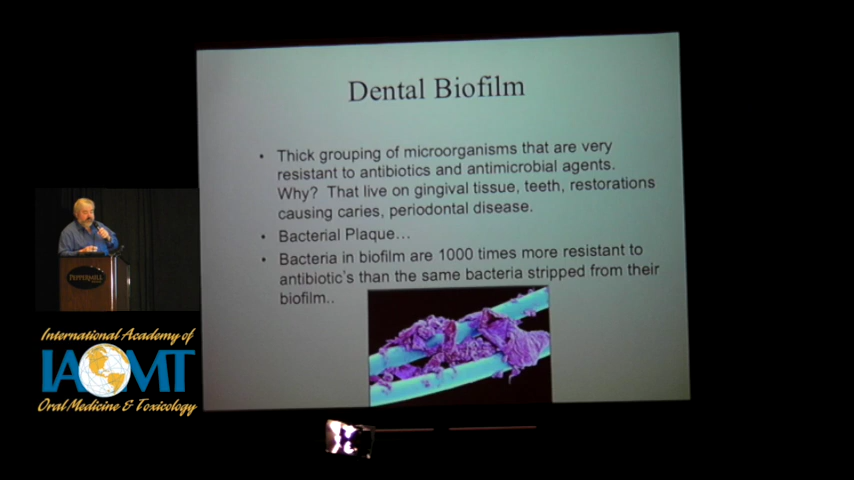 Dental Biofilm
• Thick grouping of microorganisms that are very
resistant to antibiotics and antimicrobial agents.
Why? That live on gingival tissue, teeth, restorations
causing caries, periodontal disease.
• Bacterial Plaque…
• Bacteria in biofilm are 1000 times more resistant to
antibiotic's than the same bacteria stripped from their
biofilm..
PEPPERMILL
International Academy of
IAOMT
Oral Medicine & Toxicology